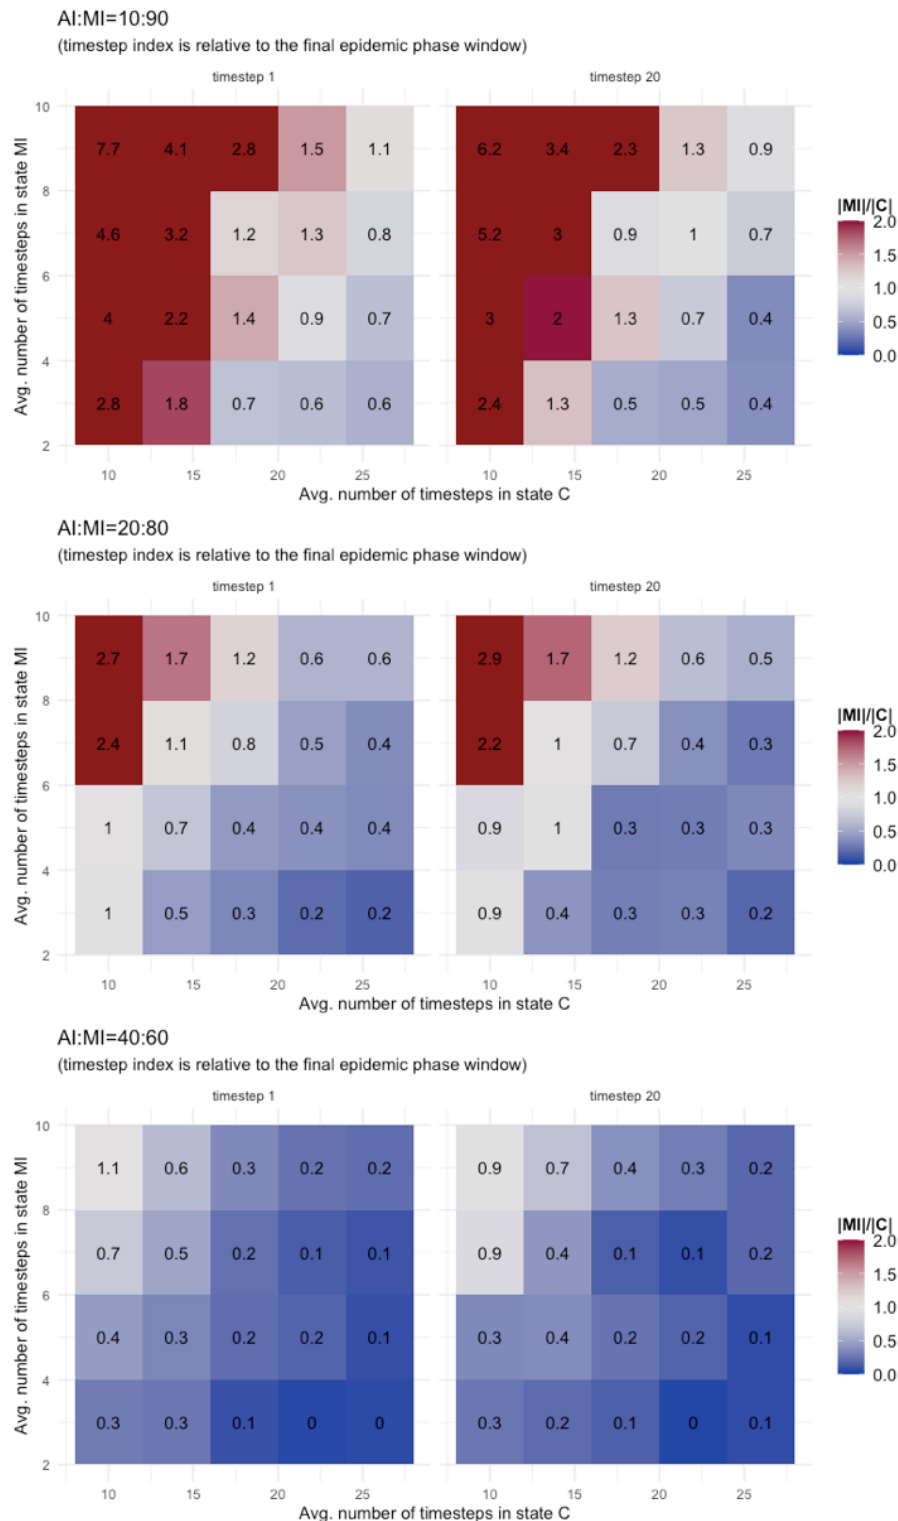 AI:MI=10:90
(timestep index is relative to the final epidemic phase window)
timestep 1
timestep 20
Avg. number of timesteps in state MI
10
8
6
4
2
7.7 4.1 2.8 1.5 1.1
4.6 3.2 1.2 1.3 0.8
4 2.2 1.4 0.9 0.7
2.8 1.8 0.7 0.6 0.6
10 15 20 25
6.2 3.4 2.3 1.3 0.9
5.2 3 0.9 1 0.7
3 2 1.3 0.7 0.4
2.4 1.3 0.5 0.5 0.4
10 15 20 25
Avg. number of timesteps in state C
|MI|/|C|
2.0
1.5
1.0
0.5
0.0
AI:MI=20:80
(timestep index is relative to the final epidemic phase window)
timestep 1
timestep 20
Avg. number of timesteps in state MI
10
8
6
4
2
2.7 1.7 1.2 0.6 0.6
2.4 1.1 0.8 0.5 0.4
1 0.7 0.4 0.4 0.4
1 0.5 0.3 0.2 0.2
10 15 20 25
2.9 1.7 1.2 0.6 0.5
2.2 1 0.7 0.4 0.3
0.9 1 0.3 0.3 0.3
0.9 0.4 0.3 0.3 0.2
10 15 20 25
Avg. number of timesteps in state C
|MI|/|C|
2.0
1.5
1.0
0.5
0.0
AI:MI=40:60
(timestep index is relative to the final epidemic phase window)
timestep 1
timestep 20
Avg. number of timesteps in state MI
10
8
6
4
2
1.1 0.6 0.3 0.2 0.2
0.7 0.5 0.2 0.1 0.1
0.4 0.3 0.2 0.2 0.1
0.3 0.3 0.1 0 0
10 15 20 25
0.9 0.7 0.4 0.3 0.2
0.9 0.4 0.1 0.1 0.2
0.3 0.4 0.2 0.2 0.1
0.3 0.2 0.1 0 0.1
10 15 20 25
Avg. number of timesteps in state C
|MI|/|C|
2.0
1.5
1.0
0.5
0.0